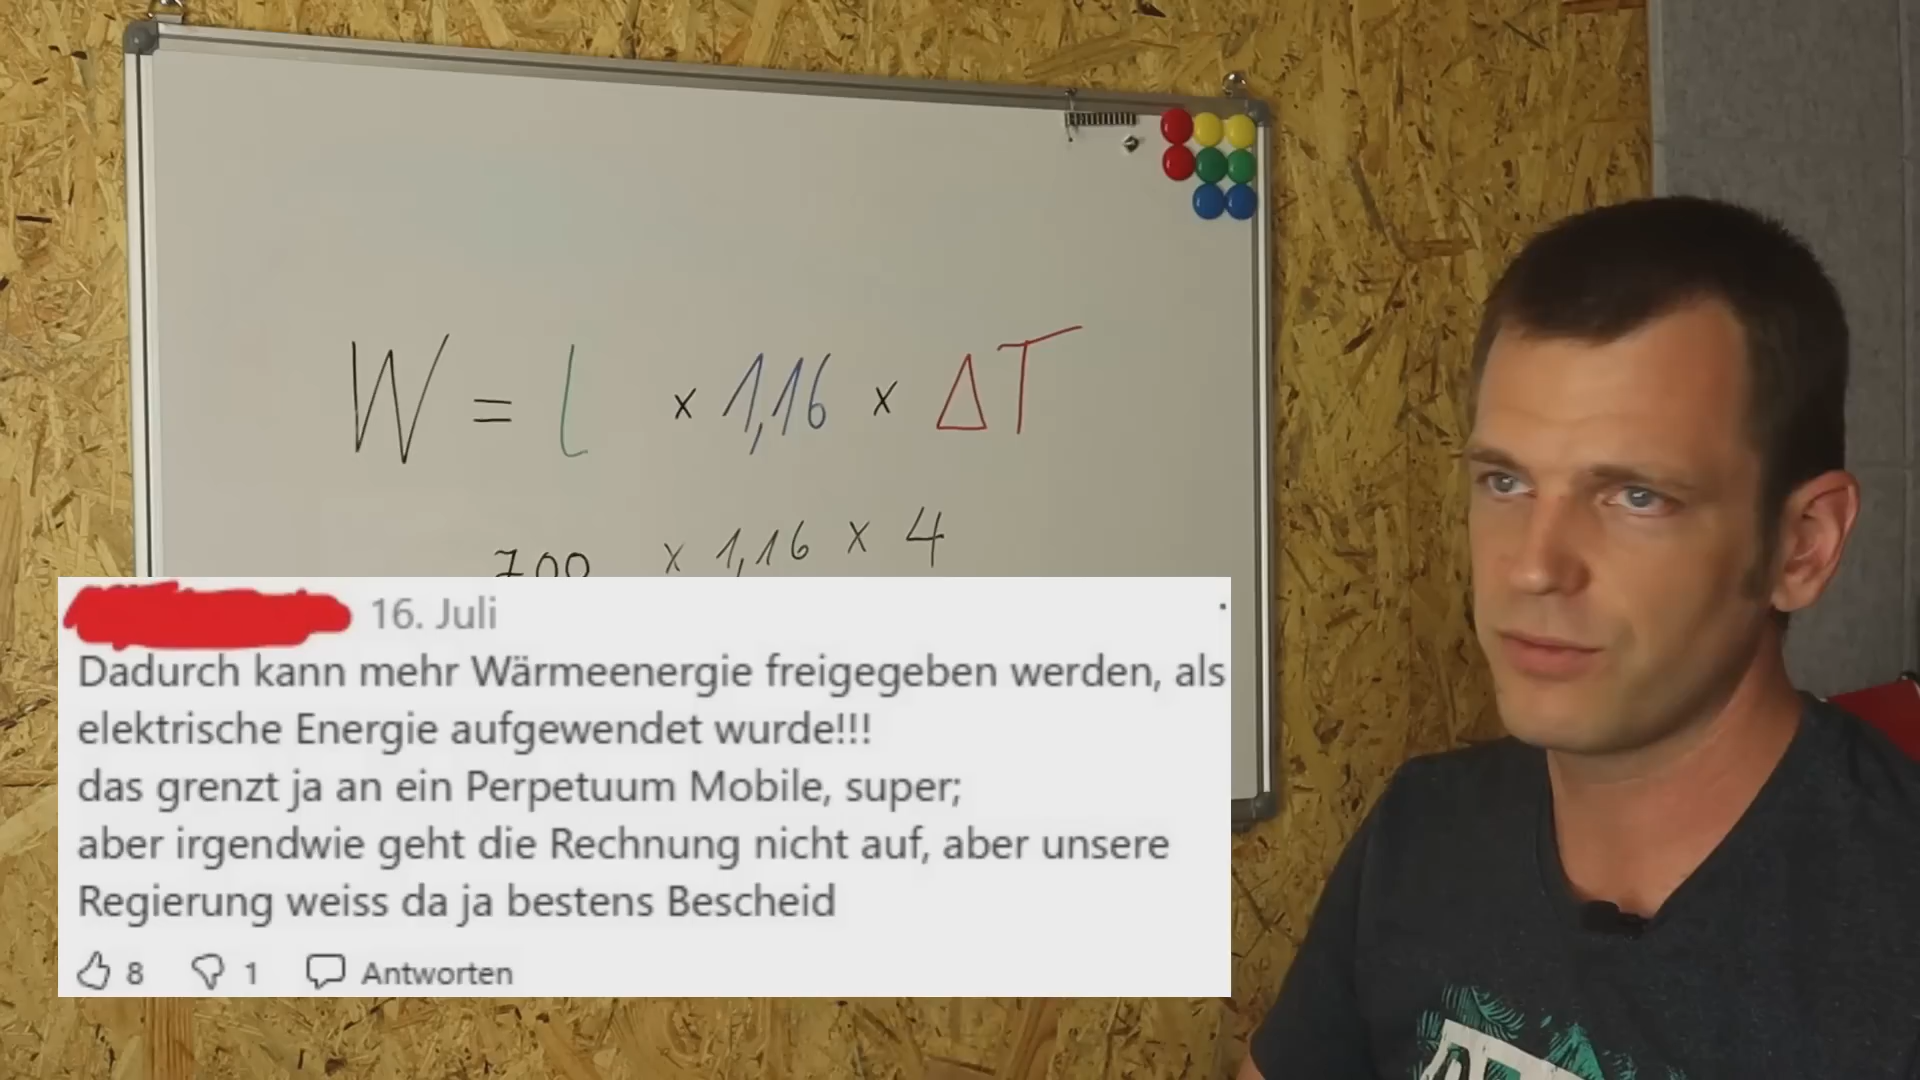 W = l x 1,16 x ΔT
700 x 1,16 x 4
16. Juli
Dadurch kann mehr Wärmeenergie freigegeben werden, als
elektrische Energie aufgewendet wurde!!!
das grenzt ja an ein Perpetuum Mobile, super;
aber irgendwie geht die Rechnung nicht auf, aber unsere
Regierung weiss da ja bestens Bescheid
8 1 Antworten